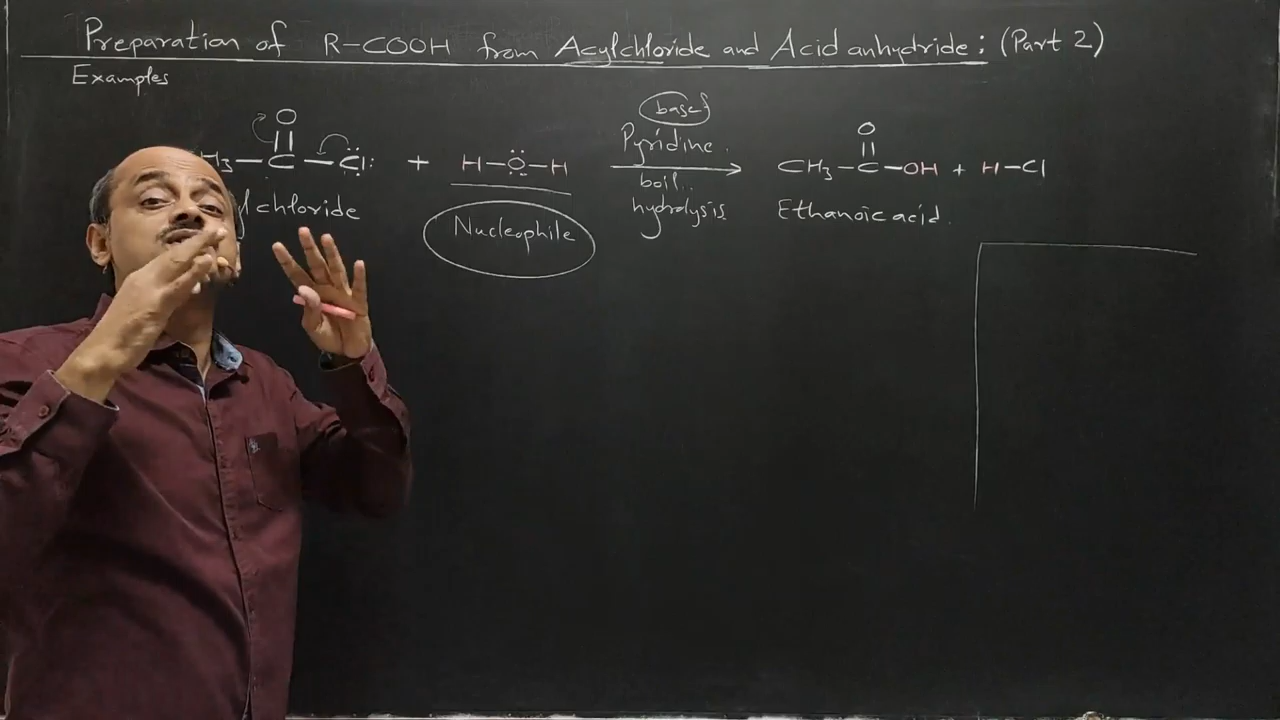 Preparation of R-COOH from Acylchloride and Acid anhydride: (Part 2)
Examples
O
C — Cl: + H-O-H
base
Pyridine
boil
hydrolysis
O
CH3-C-OH + H-Cl
chloride
Nucleophile
Ethanoic acid.